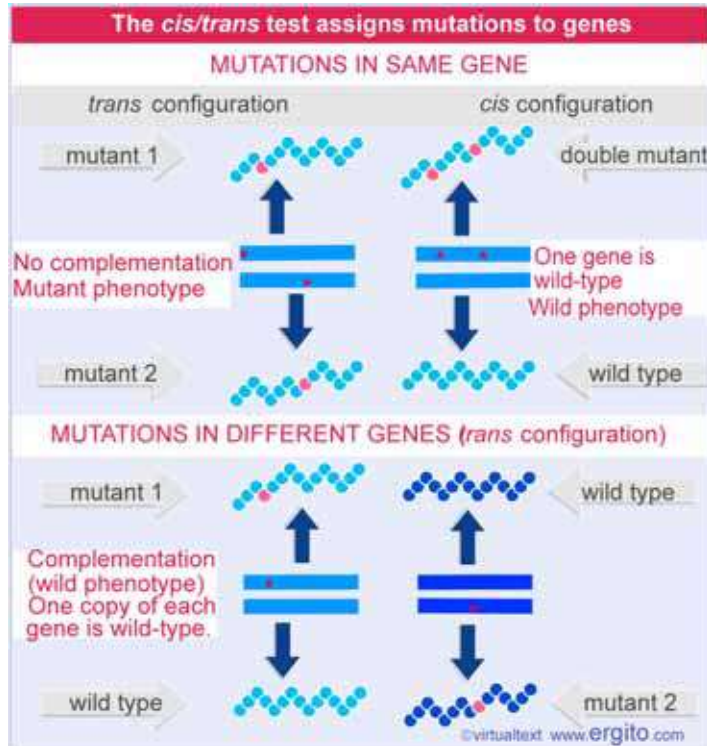 The cis/trans test assigns mutations to genes
MUTATIONS IN SAME GENE
trans configuration
cis configuration
mutant 1
double mutant
No complementation
Mutant phenotype
One gene is
wild-type
Wild phenotype
mutant 2
wild type
MUTATIONS IN DIFFERENT GENES (rans configuration)
mutant 1
wild type
Complementation
(wild phenotype)
One copy of each
gene is wild-type.
wild type
mutant 2
©virtualtext www.ergito.com